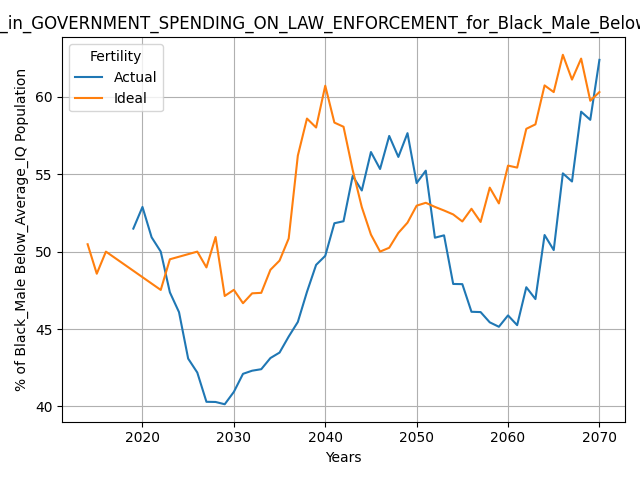 _in_GOVERNMENT_SPENDING_ON_LAW_ENFORCEMENT_for_Black_Male_Below
Fertility
Actual
Ideal
% of Black_Male Below_Average_IQ Population
60
55
50
45
40
2020 2030 2040 2050 2060 2070
Years